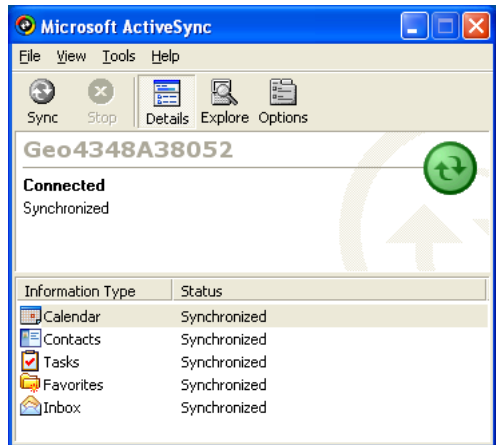 Microsoft ActiveSync
File View Tools Help
Sync Stop Details Explore Options
Geo4348A38052
Connected
Synchronized
Information Type Status
Calendar Synchronized
Contacts Synchronized
Tasks Synchronized
Favorites Synchronized
Inbox Synchronized